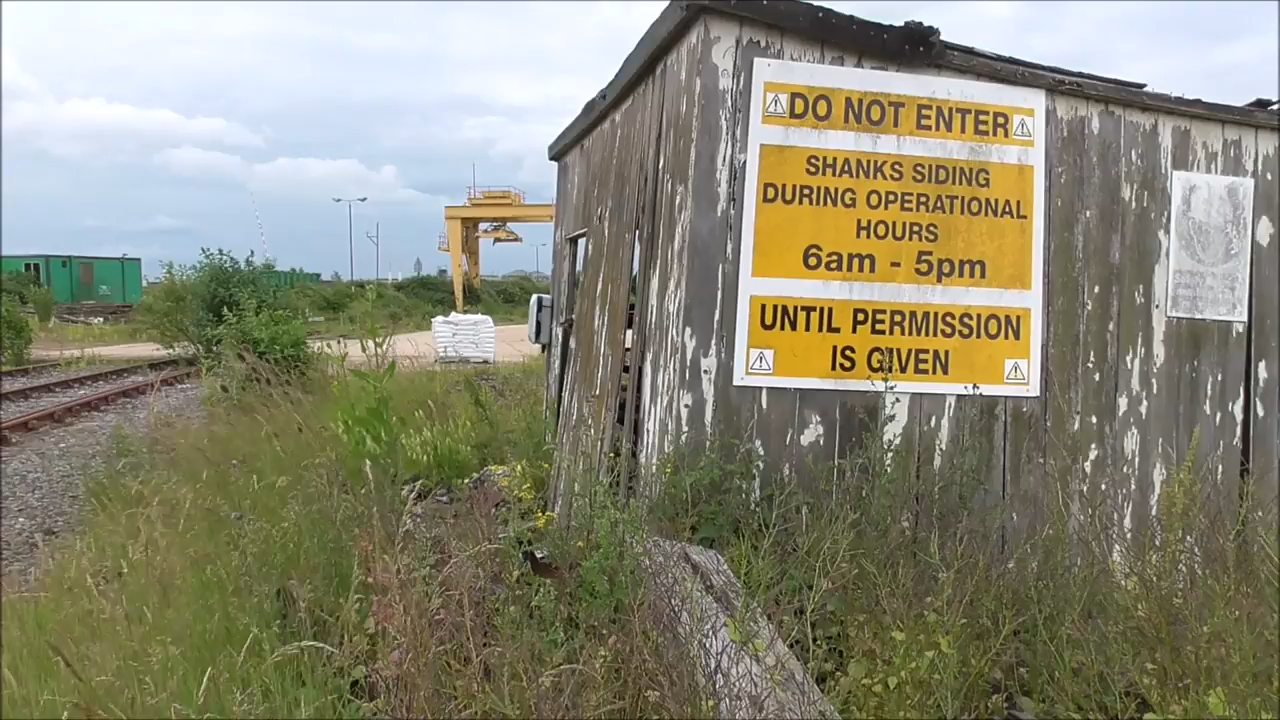 DO NOT ENTER
SHANKS SIDING
DURING OPERATIONAL
HOURS
6am - 5pm
UNTIL PERMISSION
IS GIVEN